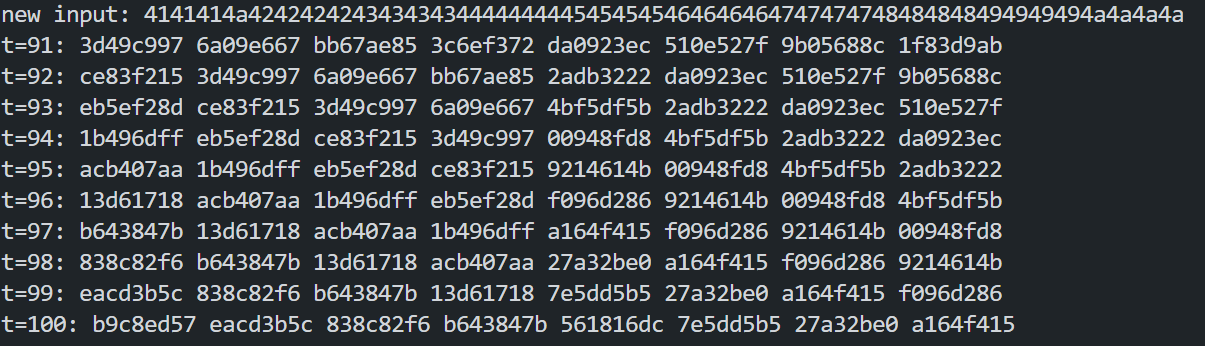 new input: 4141414a42424242434343434444444445454545464646464747474748484848494949494a4a4a4a
t=91: 3d49c997 6a09e667 bb67ae85 3c6ef372 da0923ec 510e527f 9b05688c 1f83d9ab
t=92: ce83f215 3d49c997 6a09e667 bb67ae85 2adb3222 da0923ec 510e527f 9b05688c
t=93: eb5ef28d ce83f215 3d49c997 6a09e667 4bf5df5b 2adb3222 da0923ec 510e527f
t=94: 1b496dff eb5ef28d ce83f215 3d49c997 00948fd8 4bf5df5b 2adb3222 da0923ec
t=95: acb407aa 1b496dff eb5ef28d ce83f215 9214614b 00948fd8 4bf5df5b 2adb3222
t=96: 13d61718 acb407aa 1b496dff eb5ef28d f096d286 9214614b 00948fd8 4bf5df5b
t=97: b643847b 13d61718 acb407aa 1b496dff a164f415 f096d286 9214614b 00948fd8
t=98: 838c82f6 b643847b 13d61718 acb407aa 27a32be0 a164f415 f096d286 9214614b
t=99: eacd3b5c 838c82f6 b643847b 13d61718 7e5dd5b5 27a32be0 a164f415 f096d286
t=100: b9c8ed57 eacd3b5c 838c82f6 b643847b 561816dc 7e5dd5b5 27a32be0 a164f415